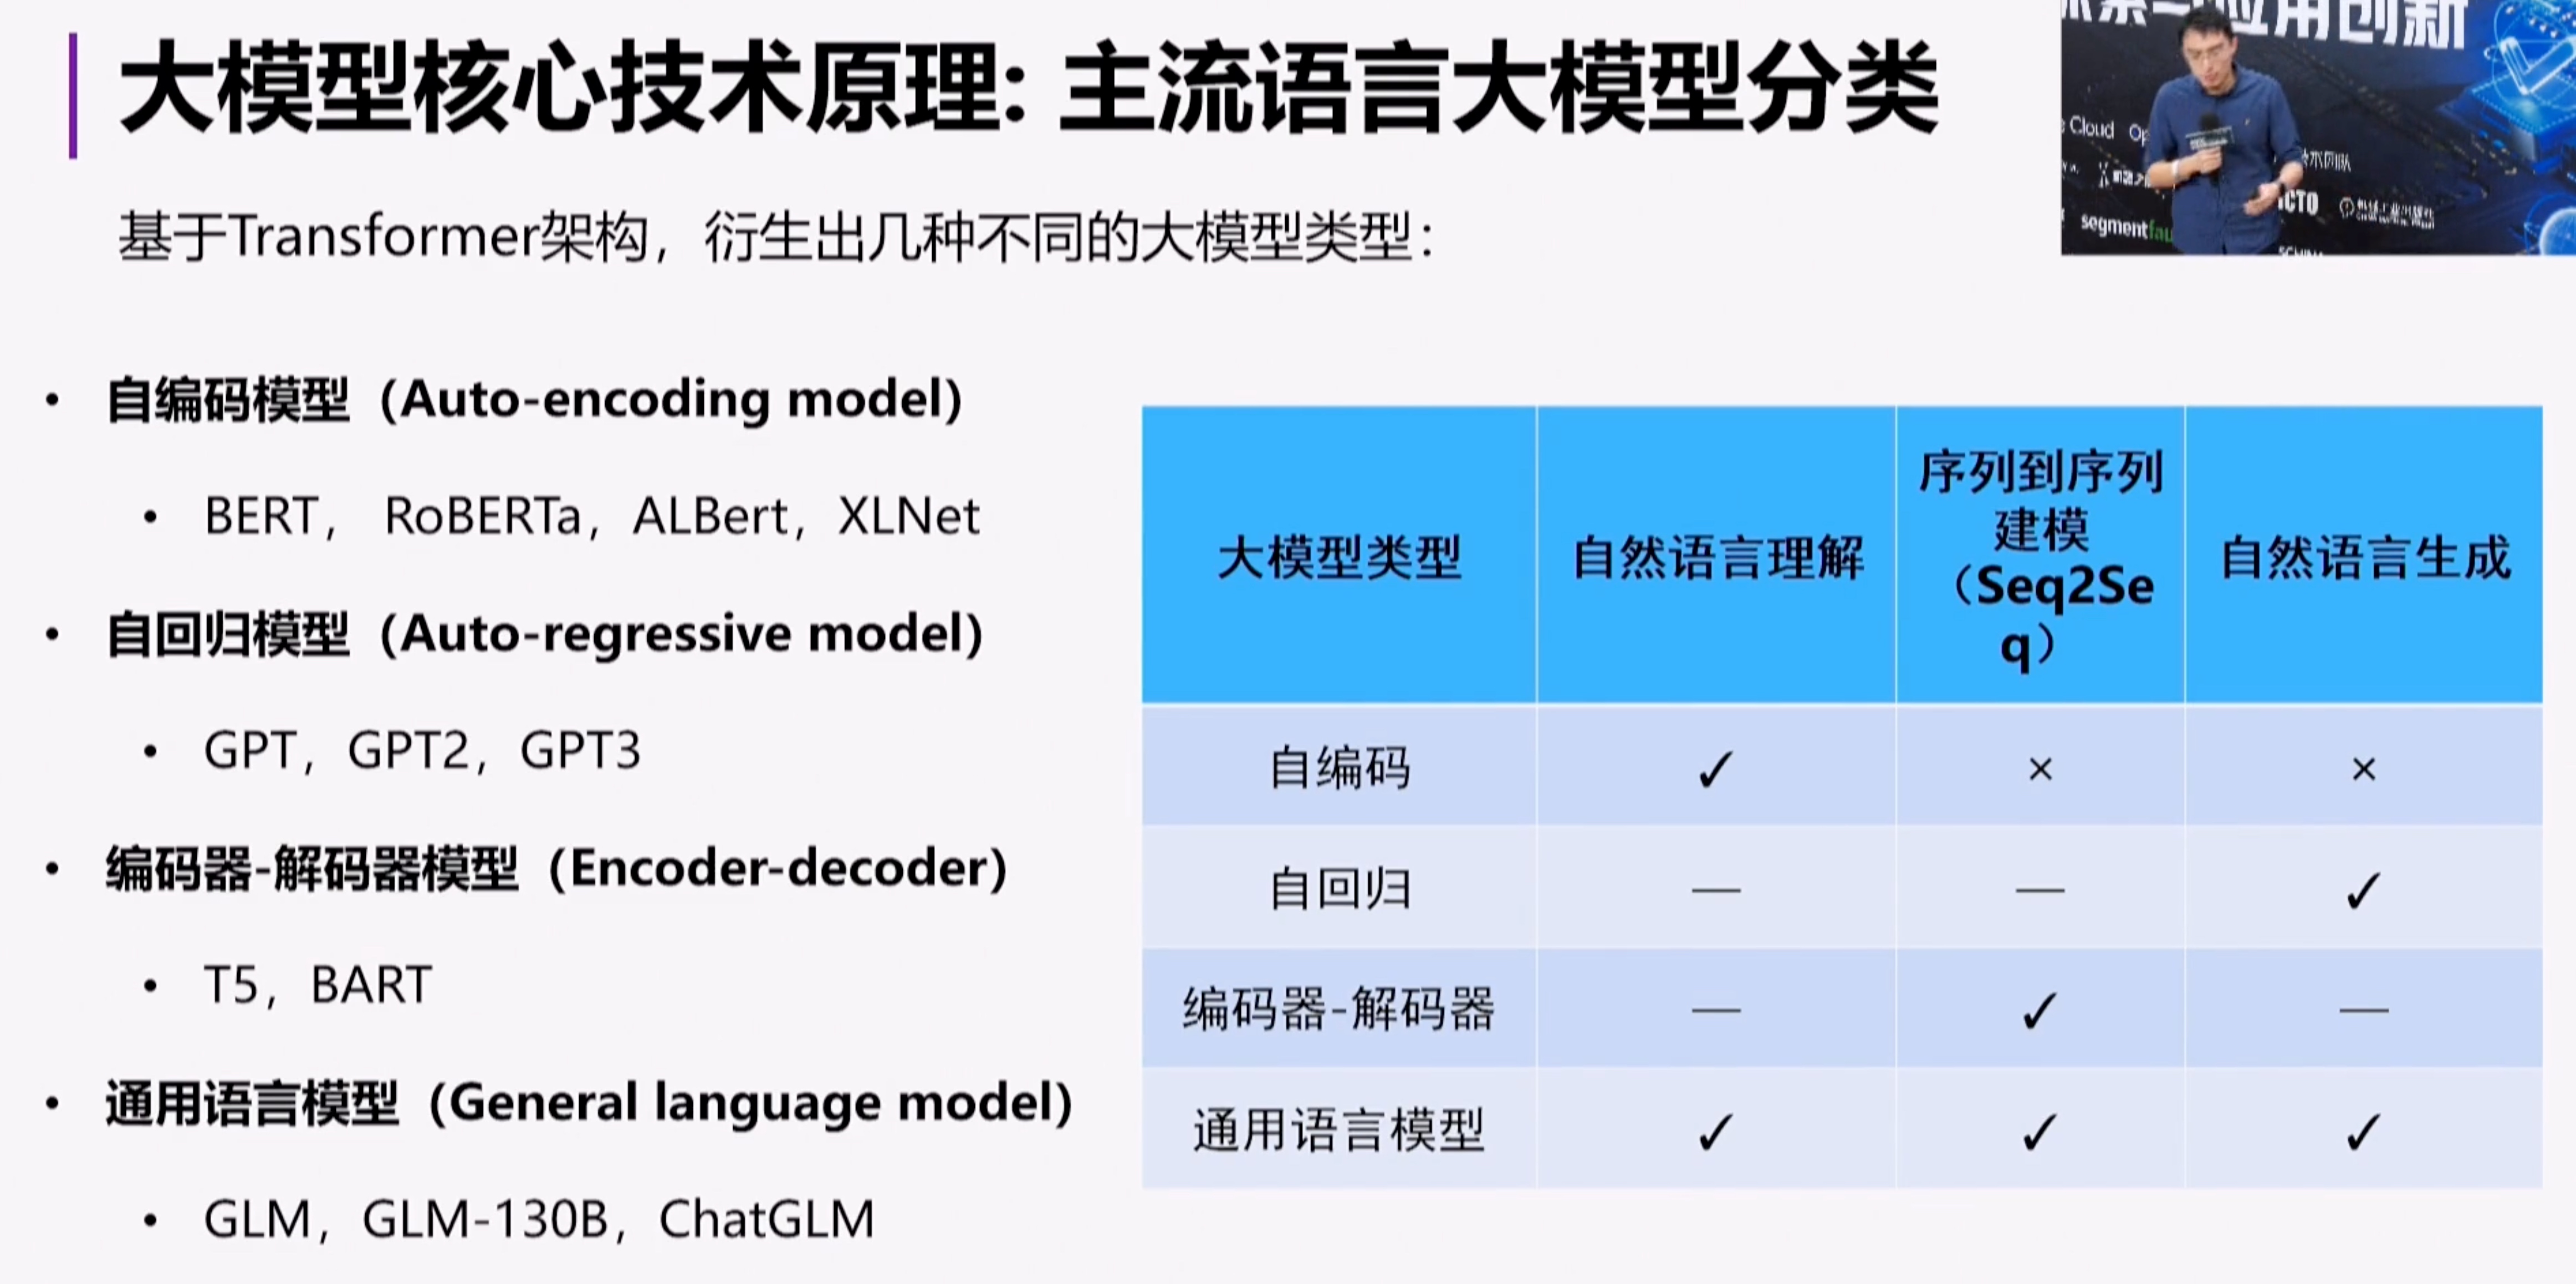 大模型核心技术原理: 主流语言大模型分类
基于Transformer架构，衍生出几种不同的大模型类型：
• 自编码模型（Auto-encoding model）
• BERT， RoBERTa，ALBert，XLNet
• 自回归模型（Auto-regressive model）
• GPT，GPT2，GPT3
• 编码器-解码器模型（Encoder-decoder）
• T5，BART
• 通用语言模型（General language model）
• GLM，GLM-130B，ChatGLM
大模型类型 自然语言理解 序列到序列 自然语言生成
建模
（Seq2Se
q）
自编码 ✓ × ×
自回归 — — ✓
编码器-解码器 — ✓ —
通用语言模型 ✓ ✓ ✓
应用创新
Cloud
技术团队
segmentfau